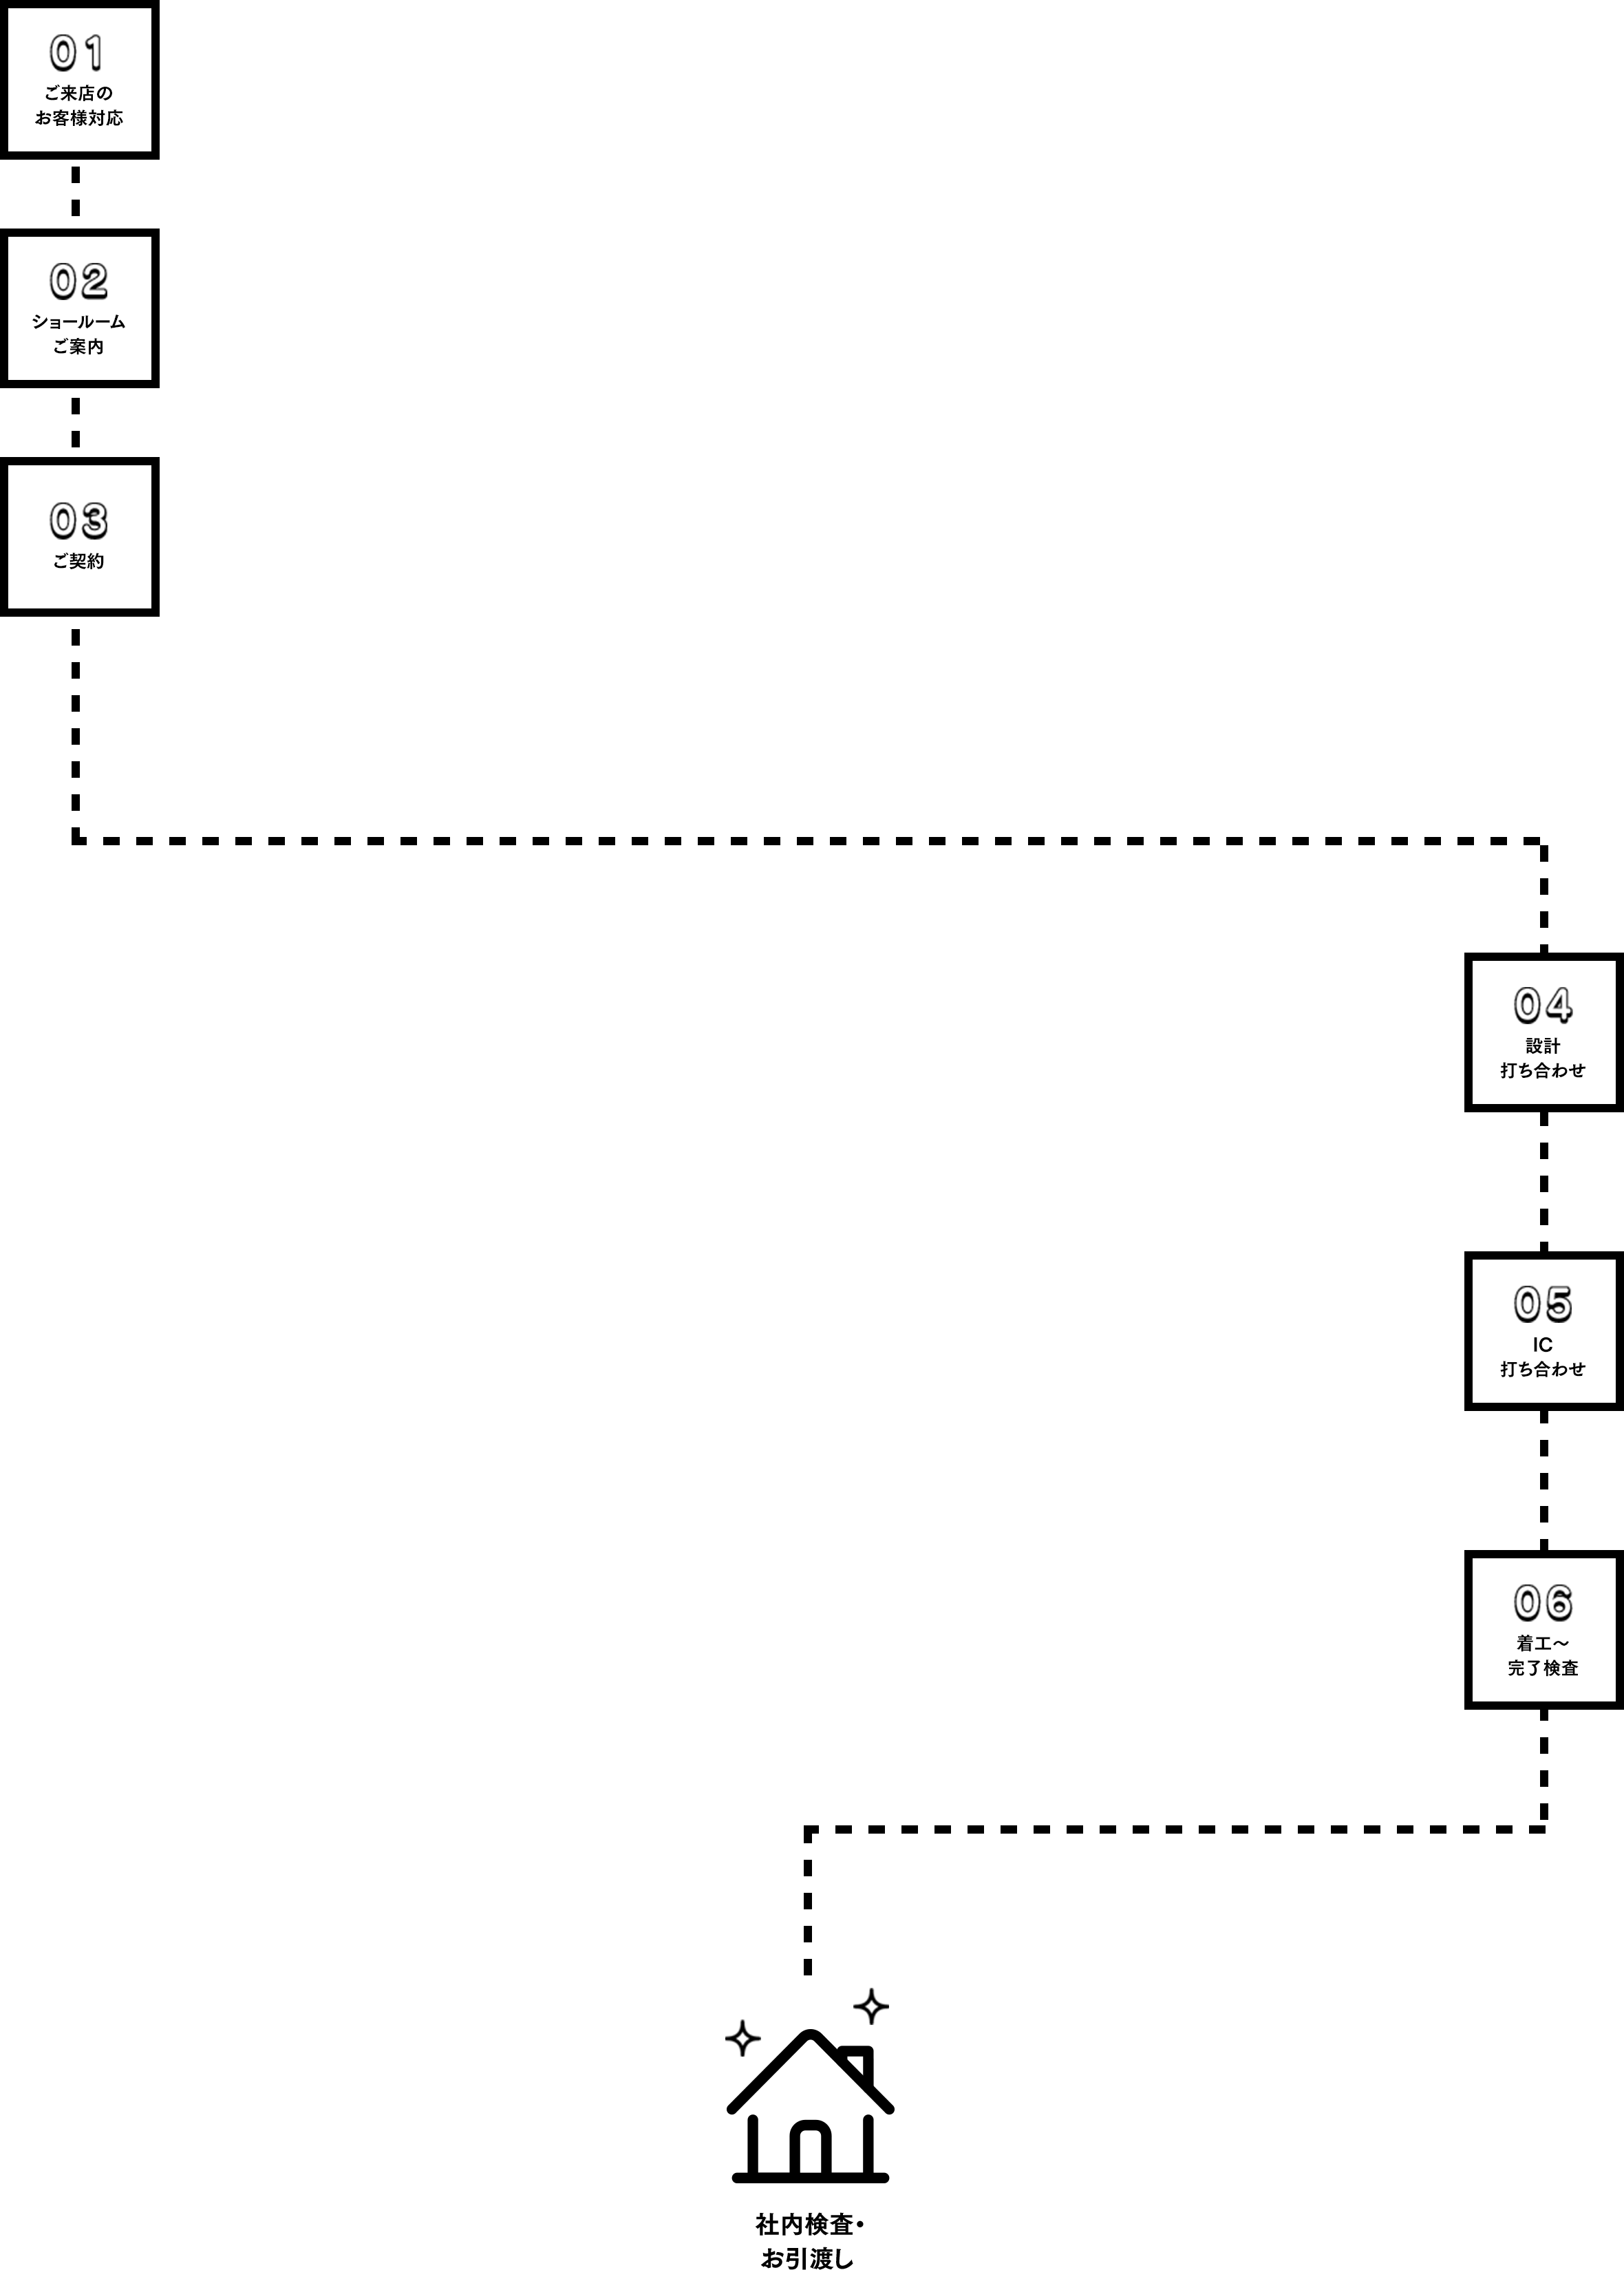 01
ご来店の
お客様対応
02
ショールーム
ご案内
03
ご契約
04
設計
打ち合わせ
05
IC
打ち合わせ
06
着工〜
完了検査
社内検査・
お引渡し